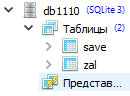 db1110 (SQLite 3)
Таблицы (2)
save
zal
Представ...